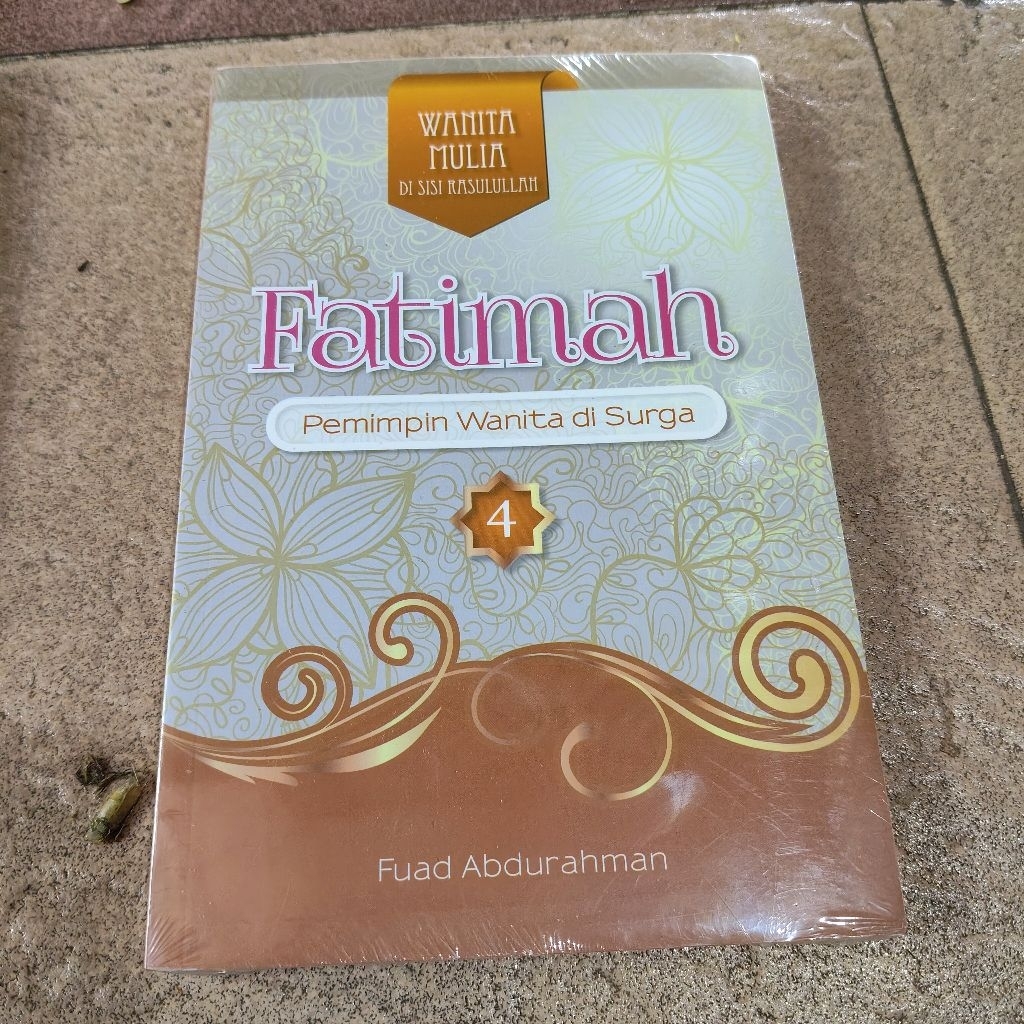 WANITA
MULIA
DI SISI RASULULLAH
Fatimah
Pemimpin Wanita di Surga
4
Fuad Abdurahman